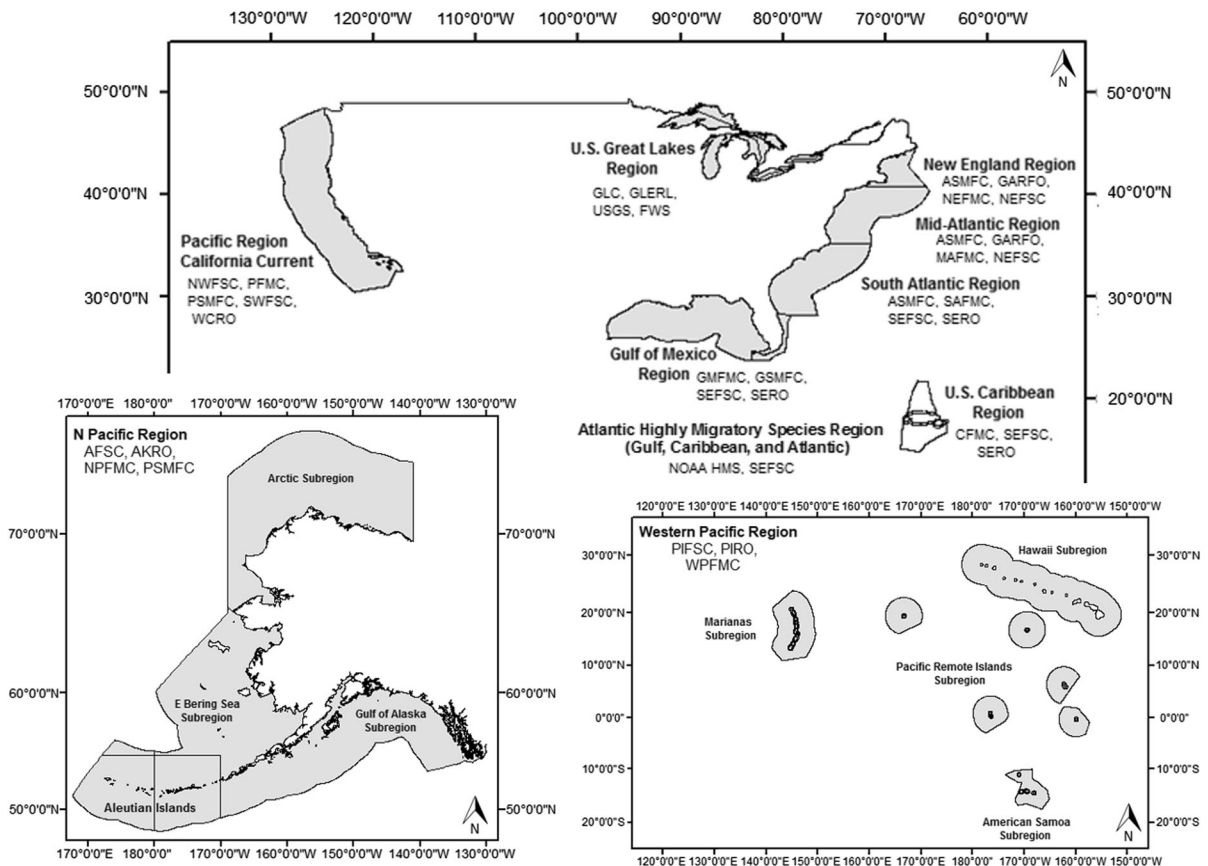 130°0'0"W 120°0'0"W 110°0'0"W 100°0'0"W 90°0'0"W 80°0'0"W 70°0'0"W 60°0'0"W
N
50°0'0"N
50°0'0"N
40°0'0"N
40°0'0"N
30°0'0"N
30°0'0"N
20°0'0"N
U.S. Great Lakes
Region
GLC, GLERL,
USGS, FWS
New England Region
ASMFC, GARFO,
NEFMC, NEFSC
Mid-Atlantic Region
ASMFC, GARFO,
MAFMC, NEFSC
Pacific Region
California Current
NWFSC, PFMC,
PSMFC, SWFSC,
WCRO
South Atlantic Region
ASMFC, SAFMC,
SEFSC, SERO
Gulf of Mexico
Region
GMFMC, GSMFC,
SEFSC, SERO
U.S. Caribbean
Region
CFMC, SEFSC,
SERO
Atlantic Highly Migratory Species Region
(Gulf, Caribbean, and Atlantic)
NOAA HMS, SEFSC
170°0'0"E 180°0'0" 170°0'0"W 160°0'0"W 150°0'0"W 140°0'0"W 130°0'0"W
N Pacific Region
AFSC, AKRO,
NPFMC, PSMFC
Arctic Subregion
70°0'0"N
70°0'0"N
60°0'0"N
60°0'0"N
E Bering Sea
Subregion
Gulf of Alaska
Subregion
Aleutian Islands
50°0'0"N
50°0'0"N
N
170°0'0"E 180°0'0" 170°0'0"W 160°0'0"W 150°0'0"W 140°0'0"W 130°0'0"W
120°0'0"E 130°0'0"E 140°0'0"E 150°0'0"E 160°0'0"E 170°0'0"E 180°0'0" 170°0'0"W 160°0'0"W 150°0'0"W
Western Pacific Region
PIFSC, PIRO,
WPFMC
Hawaii Subregion
30°0'0"N
30°0'0"N
20°0'0"N
20°0'0"N
Marianas
Subregion
10°0'0"N
10°0'0"N
Pacific Remote Islands
Subregion
0°0'0"
0°0'0"
10°0'0"S
10°0'0"S
American Samoa
Subregion
20°0'0"S
20°0'0"S
N
120°0'0"E 130°0'0"E 140°0'0"E 150°0'0"E 160°0'0"E 170°0'0"E 180°0'0" 170°0'0"W 160°0'0"W 150°0'0"W